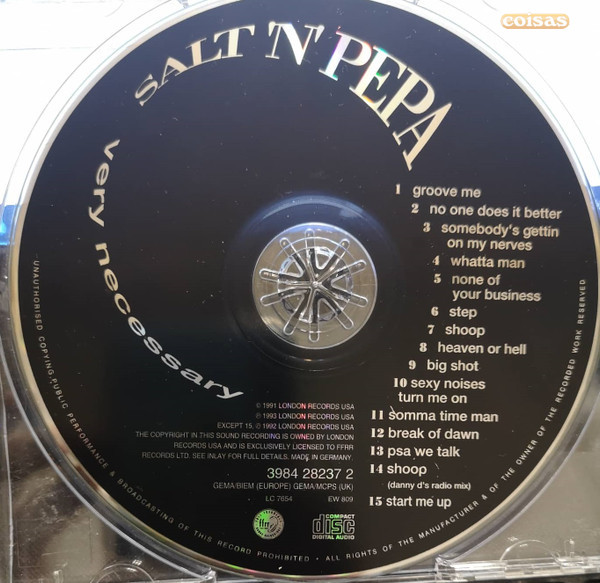 coisas
SALT 'N' PEPA
very necessary
1 groove me
2 no one does it better
3 somebody's gettin
on my nerves
4 whatta man
5 none of
your business
6 step
7 shoop
8 heaven or hell
9 big shot
10 sexy noises
turn me on
11 somma time man
12 break of dawn
13 psa we talk
14 shoop
(danny d's radio mix)
15 start me up
© 1991 LONDON RECORDS USA
℗ 1993 LONDON RECORDS USA
EXCEPT 15, ℗ 1992 LONDON RECORDS USA
THE COPYRIGHT IN THIS SOUND RECORDING IS OWNED BY LONDON
RECORDS USA AND IS EXCLUSIVELY LICENSED TO FFRR
RECORDS LTD. SEE INLAY FOR FULL DETAILS. MADE IN GERMANY.
3984 28237 2
GEMA/BIEM (EUROPE) GEMA/MCPS (UK)
LC 7654 EW 809
ffrr
COMPACT
disc
DIGITAL AUDIO
UNAUTHORISED COPYING, PUBLIC PERFORMANCE & BROADCASTING OF THIS RECORD PROHIBITED · ALL RIGHTS OF THE MANUFACTURER & OF THE OWNER OF THE RECORDED WORK RESERVED